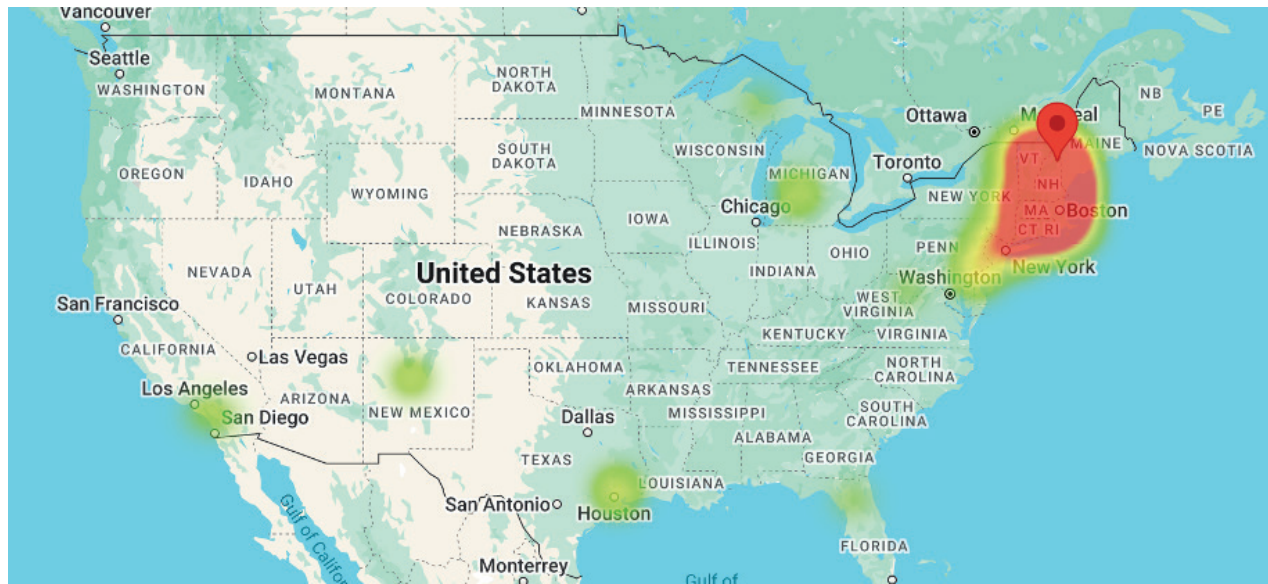 Vancouver
Seattle
WASHINGTON
MONTANA
NORTH
DAKOTA
MINNESOTA
Ottawa
NB
PE
MAINE
NOVA SCOTIA
OREGON
IDAHO
WYOMING
SOUTH
DAKOTA
WISCONSIN
MICHIGAN
Toronto
VT
NH
NEW YORK
MA
Boston
CT RI
IOWA
Chicago
NEBRASKA
ILLINOIS
INDIANA
OHIO
PENN
New York
NEVADA
UTAH
COLORADO
United States
KANSAS
MISSOURI
WEST
VIRGINIA
Washington
San Francisco
CALIFORNIA
Las Vegas
KENTUCKY
VIRGINIA
Los Angeles
ARIZONA
NEW MEXICO
OKLAHOMA
ARKANSAS
TENNESSEE
NORTH
CAROLINA
San Diego
Dallas
MISSISSIPPI
SOUTH
CAROLINA
ALABAMA
GEORGIA
TEXAS
LOUISIANA
San Antonio
Houston
Gulf of Califor
FLORIDA
Monterrey
Gulf of